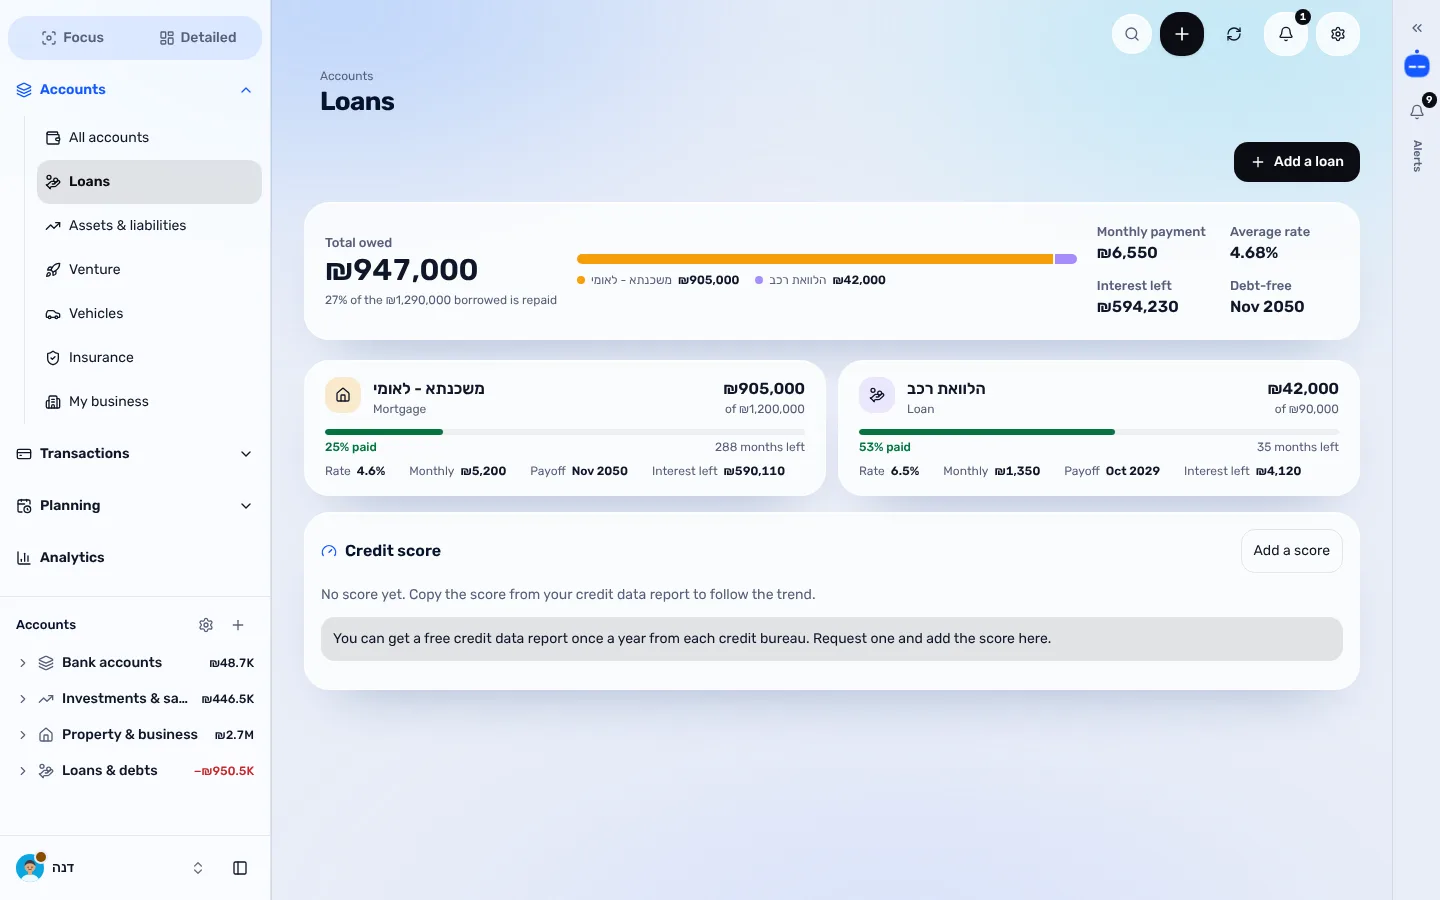 Focus
Detailed
Accounts
All accounts
Loans
Assets & liabilities
Venture
Vehicles
Insurance
My business
Transactions
Planning
Analytics
Accounts
Bank accounts ₪48.7K
Investments & sa... ₪446.5K
Property & business ₪2.7M
Loans & debts −₪950.5K
דנה
1
Accounts
Loans
Add a loan
Total owed
₪947,000
27% of the ₪1,290,000 borrowed is repaid
משכנתא - לאומי ₪905,000 הלוואת רכב ₪42,000
Monthly payment
₪6,550
Average rate
4.68%
Interest left
₪594,230
Debt-free
Nov 2050
משכנתא - לאומי
Mortgage
₪905,000
of ₪1,200,000
25% paid
288 months left
Rate 4.6% Monthly ₪5,200 Payoff Nov 2050 Interest left ₪590,110
הלוואת רכב
Loan
₪42,000
of ₪90,000
53% paid
35 months left
Rate 6.5% Monthly ₪1,350 Payoff Oct 2029 Interest left ₪4,120
Credit score
Add a score
No score yet. Copy the score from your credit data report to follow the trend.
You can get a free credit data report once a year from each credit bureau. Request one and add the score here.
9
Alerts